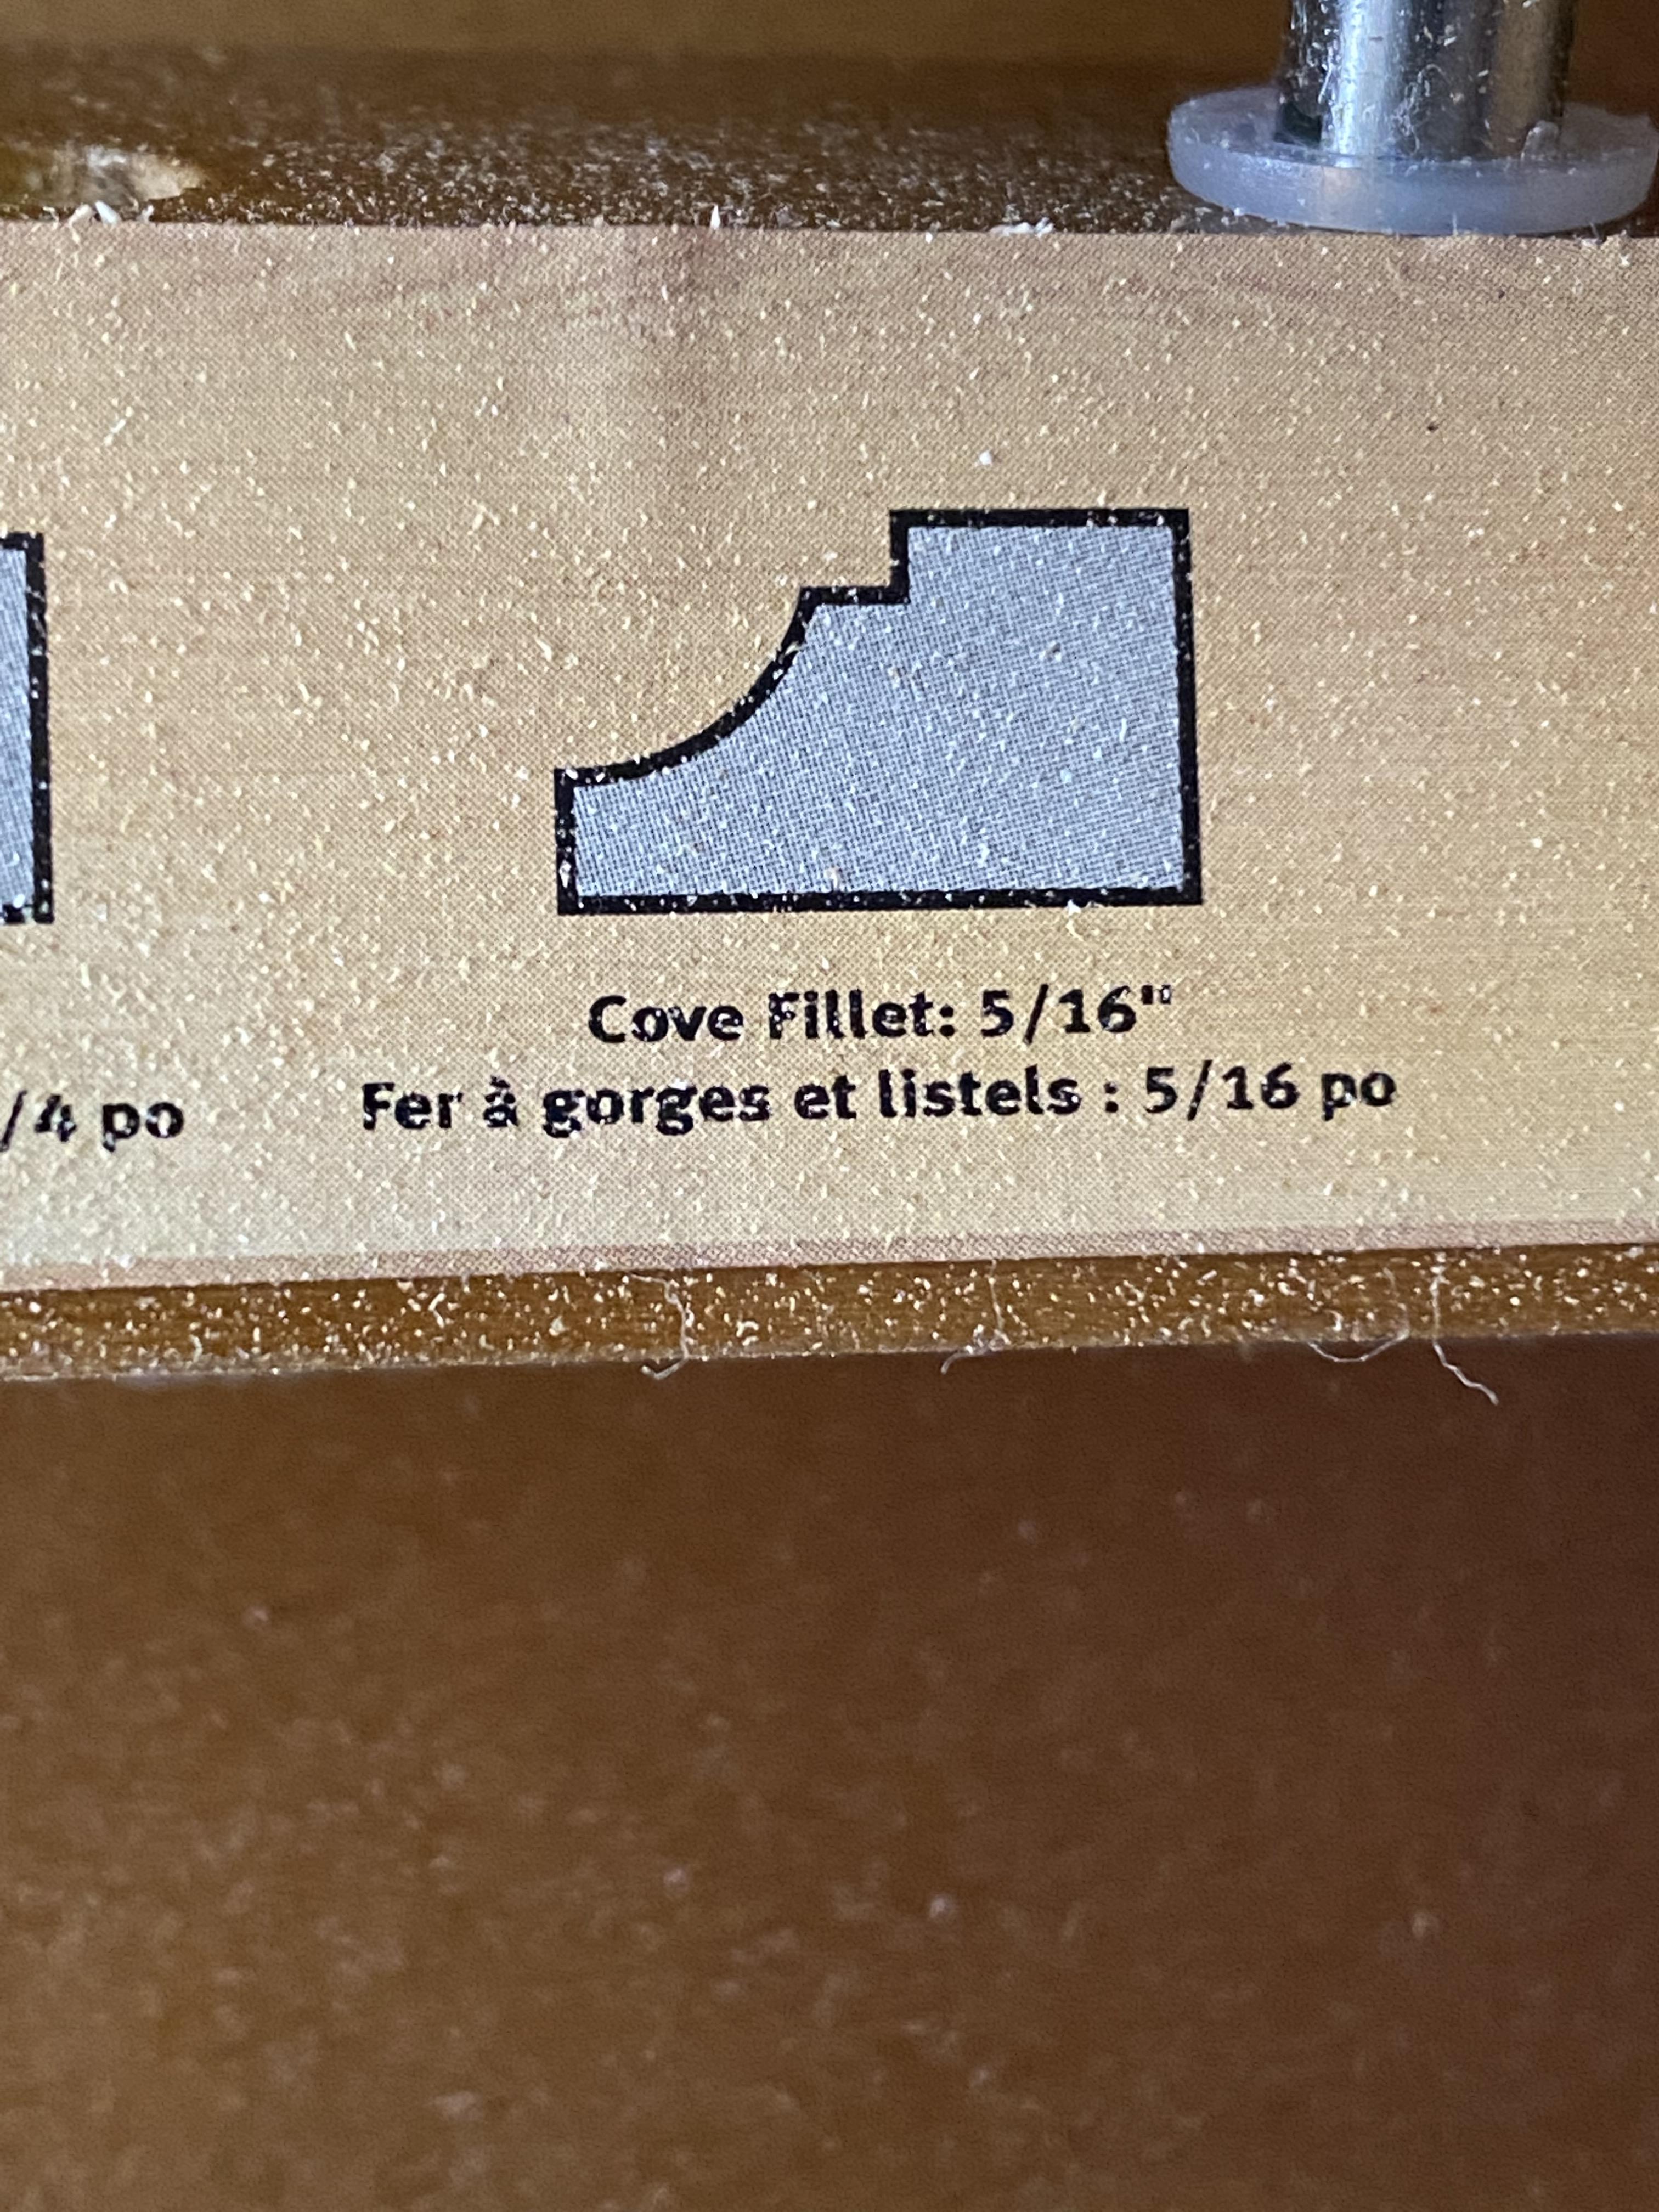 Cove Fillet: 5/16"
/4 po
Fer à gorges et listels : 5/16 po